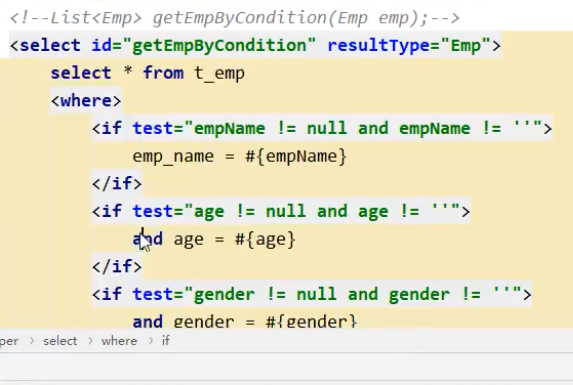 <!--List<Emp> getEmpByCondition(Emp emp);-->
<select id="getEmpByCondition" resultType="Emp">
select * from t_emp
<where>
<if test="empName != null and empName != ''">
emp_name = #{empName}
</if>
<if test="age != null and age != ''">
and age = #{age}
</if>
<if test="gender != null and gender != ''">
and gender = #{gender}
per › select › where › if